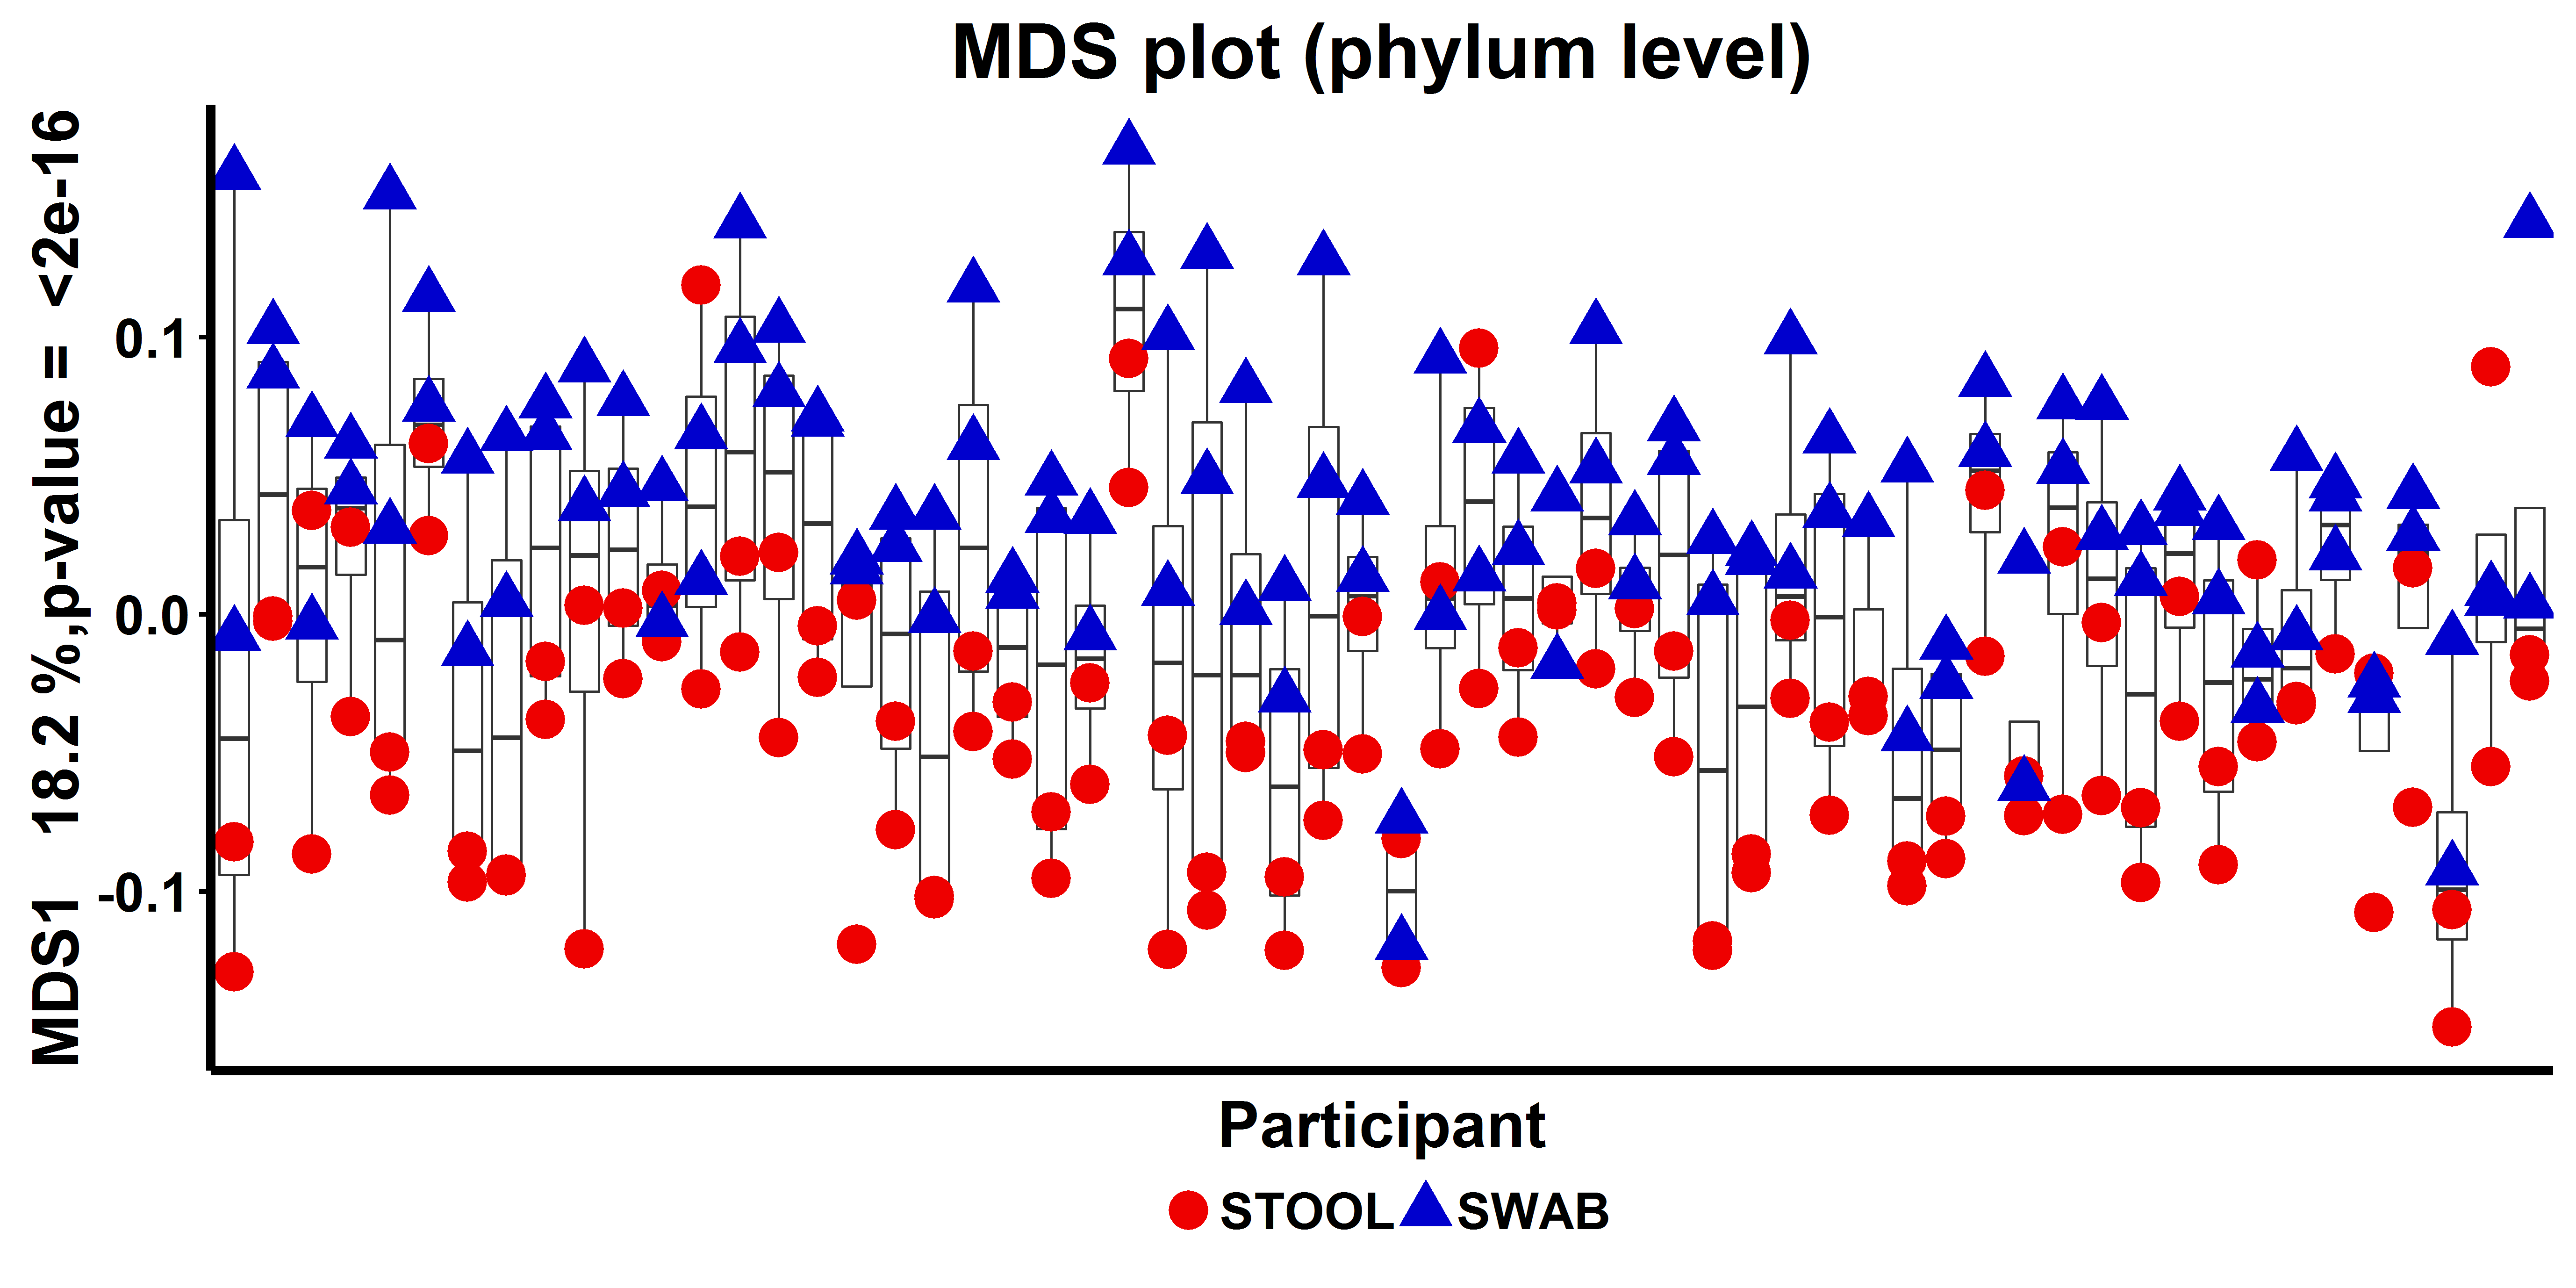 MDS plot (phylum level)
MDS1 18.2 %,p-value = <2e-16
0.1
0.0
-0.1
Participant
STOOL SWAB